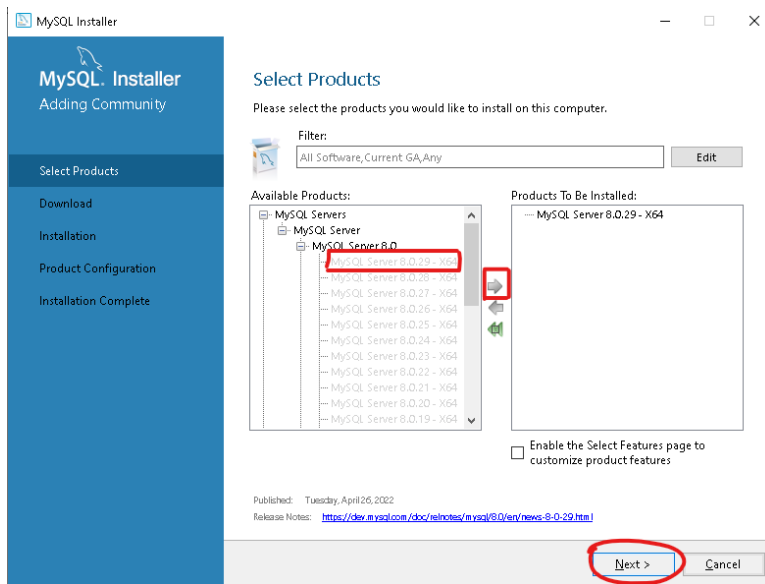 MySQL Installer
MySQL. Installer
Adding Community
Select Products
Download
Installation
Product Configuration
Installation Complete
Select Products
Please select the products you would like to install on this computer.
Filter:
All Software,Current GA,Any
Edit
Available Products:
MySQL Servers
MySQL Server
MySQL Server 8.0
MySQL Server 8.0.29 - X64
MySQL Server 8.0.28 - X64
MySQL Server 8.0.27 - X64
MySQL Server 8.0.26 - X64
MySQL Server 8.0.25 - X64
MySQL Server 8.0.24 - X64
MySQL Server 8.0.23 - X64
MySQL Server 8.0.22 - X64
MySQL Server 8.0.21 - X64
MySQL Server 8.0.20 - X64
MySQL Server 8.0.19 - X64
Products To Be Installed:
MySQL Server 8.0.29 - X64
Enable the Select Features page to
customize product features
Published: Tuesday, April 26, 2022
Release Notes: https://dev.mysql.com/doc/relnotes/mysql/8.0/en/news-8-0-29.html
Next >
Cancel